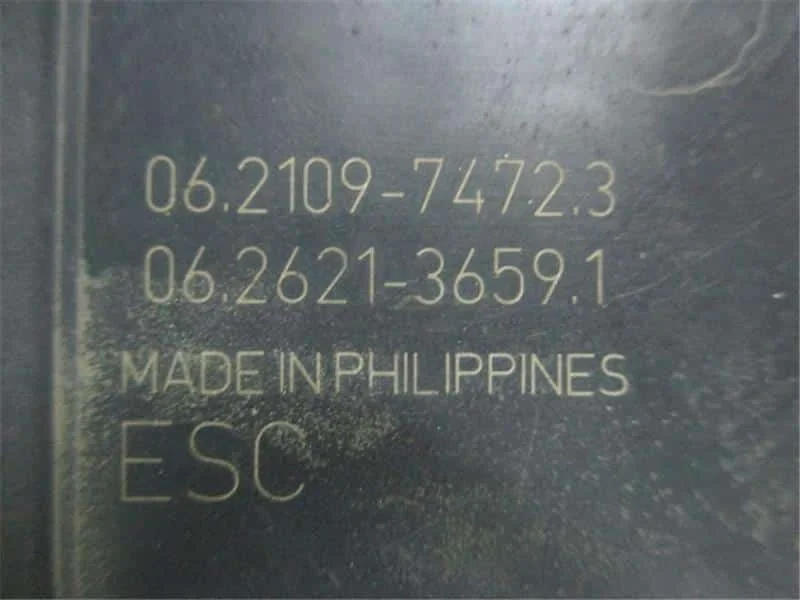 06.2109-7472.3
06.2621-3659.1
MADE IN PHILIPPINES
ESC